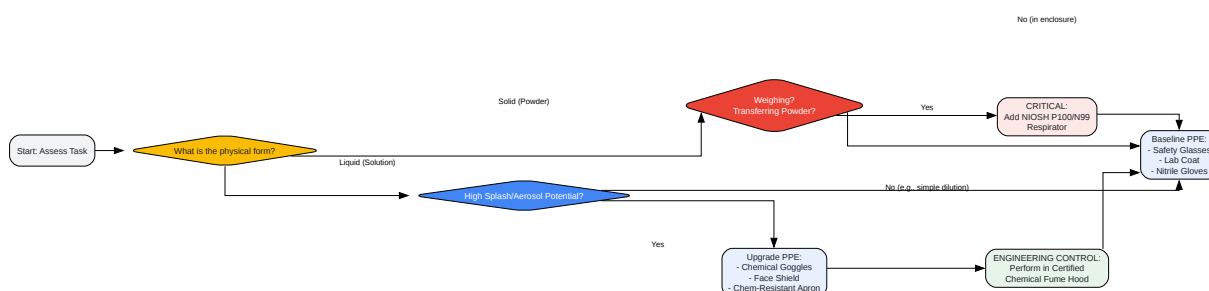 No (in enclosure)
Solid (Powder)
Weighing?
Transferring Powder?
Yes
CRITICAL:
Add NIOSH P100/N99
Respirator
Start: Assess Task
What is the physical form?
Liquid (Solution)
Baseline PPE:
- Safety Glasses
- Lab Coat
- Nitrile Gloves
High Splash/Aerosol Potential?
No (e.g., simple dilution)
Yes
Upgrade PPE:
- Chemical Goggles
- Face Shield
- Chem-Resistant Apron
ENGINEERING CONTROL:
Perform in Certified
Chemical Fume Hood